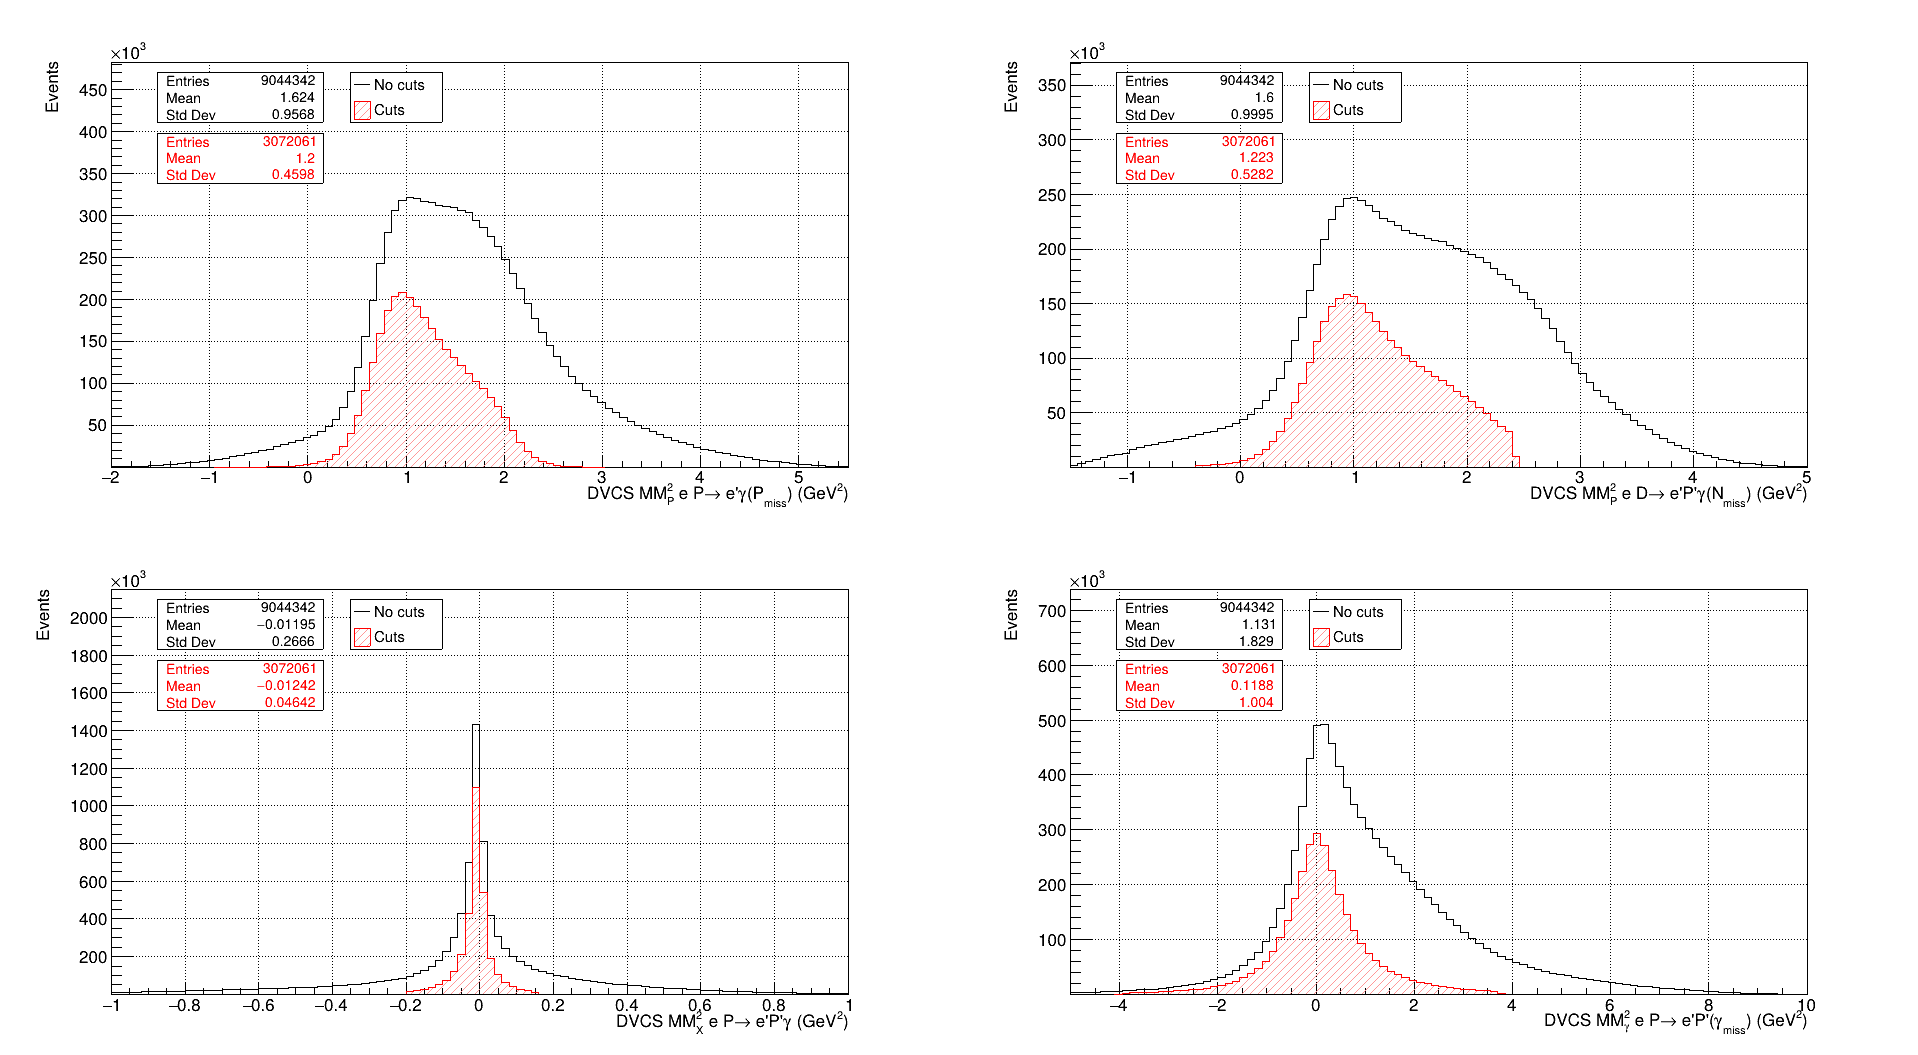 ×10³
Events
Entries 9044342
Mean 1.624
Std Dev 0.9568
Entries 3072061
Mean 1.2
Std Dev 0.4598
No cuts
Cuts
450
400
350
300
250
200
150
100
50
−2 −1 0 1 2 3 4 5
DVCS MM²_P e P→ e'γ(P_miss) (GeV²)
×10³
Events
Entries 9044342
Mean 1.6
Std Dev 0.9995
Entries 3072061
Mean 1.223
Std Dev 0.5282
No cuts
Cuts
350
300
250
200
150
100
50
−1 0 1 2 3 4 5
DVCS MM²_P e D→ e'P'γ(N_miss) (GeV²)
×10³
Events
Entries 9044342
Mean −0.01195
Std Dev 0.2666
Entries 3072061
Mean −0.01242
Std Dev 0.04642
No cuts
Cuts
2000
1800
1600
1400
1200
1000
800
600
400
200
−1 −0.8 −0.6 −0.4 −0.2 0 0.2 0.4 0.6 0.8 1
DVCS MM²_X e P→ e'P'γ (GeV²)
×10³
Events
Entries 9044342
Mean 1.131
Std Dev 1.829
Entries 3072061
Mean 0.1188
Std Dev 1.004
No cuts
Cuts
700
600
500
400
300
200
100
−4 −2 0 2 4 6 8 10
DVCS MM²_γ e P→ e'P'(γ_miss) (GeV²)